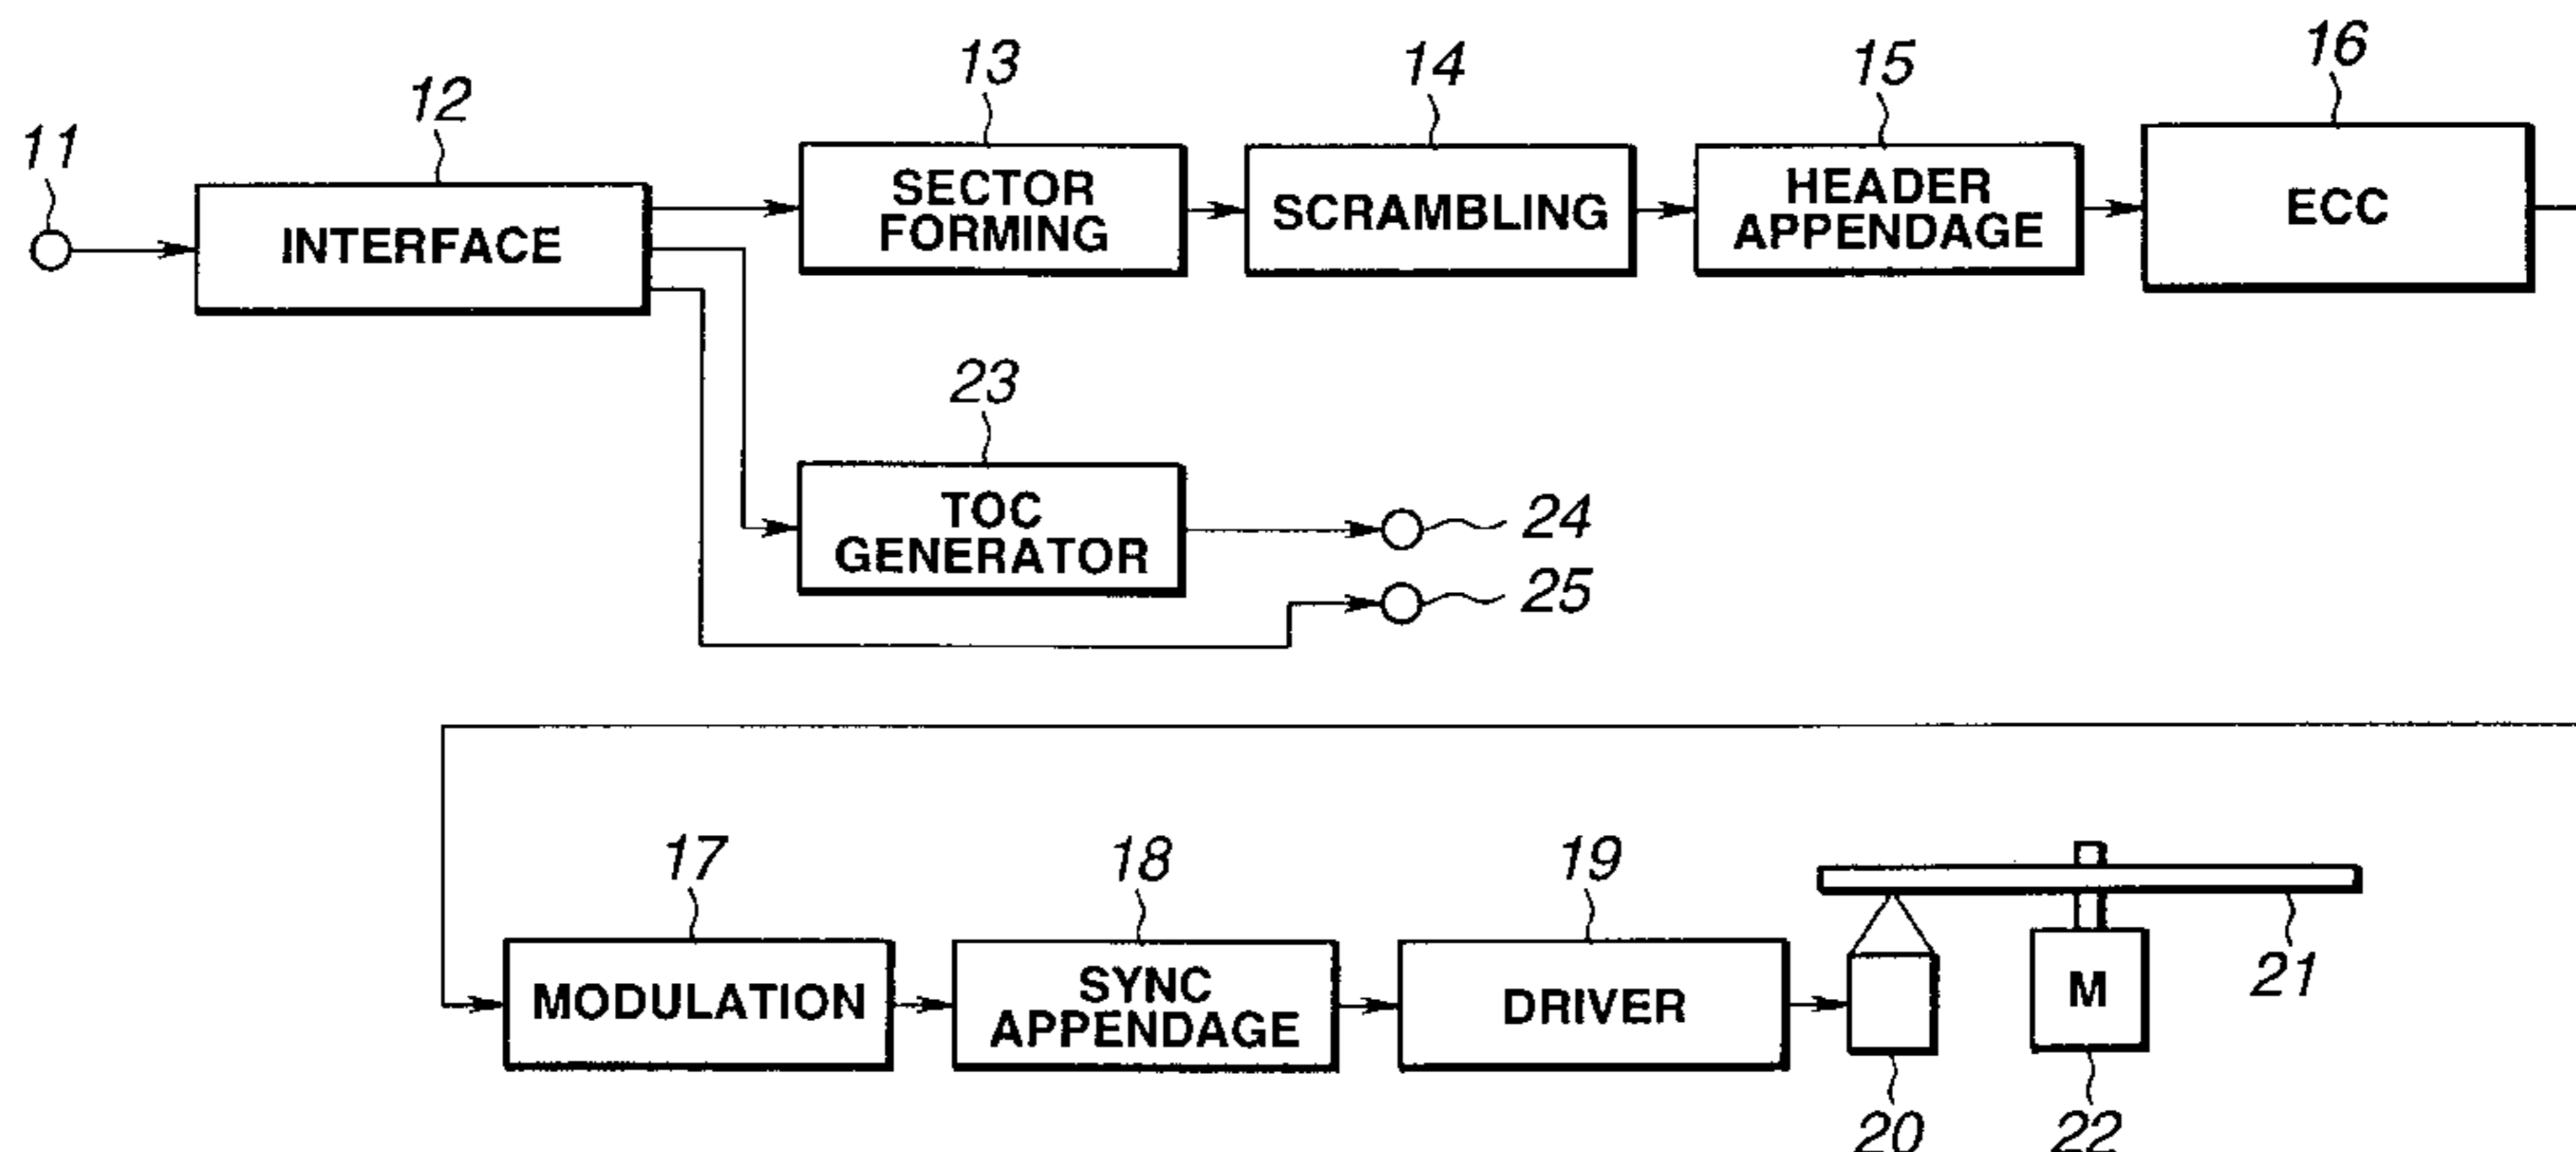 11
12
INTERFACE
13
SECTOR
FORMING
14
SCRAMBLING
15
HEADER
APPENDAGE
16
ECC
23
TOC
GENERATOR
24
25
17
MODULATION
18
SYNC
APPENDAGE
19
DRIVER
20
21
M
22